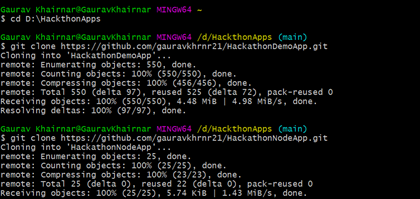 Gaurav Khairnar@GauravKhairnar MINGW64 ~
$ cd D:\HackthonApps
Gaurav Khairnar@GauravKhairnar MINGW64 /d/HackthonApps (main)
$ git clone https://github.com/gauravkhrnr21/HackathonDemoApp.git
Cloning into 'HackathonDemoApp'...
remote: Enumerating objects: 550, done.
remote: Counting objects: 100% (550/550), done.
remote: Compressing objects: 100% (456/456), done.
remote: Total 550 (delta 97), reused 525 (delta 72), pack-reused 0
Receiving objects: 100% (550/550), 4.48 MiB | 4.98 MiB/s, done.
Resolving deltas: 100% (97/97), done.
Gaurav Khairnar@GauravKhairnar MINGW64 /d/HackthonApps (main)
$ git clone https://github.com/gauravkhrnr21/HackathonNodeApp.git
Cloning into 'HackathonNodeApp'...
remote: Enumerating objects: 25, done.
remote: Counting objects: 100% (25/25), done.
remote: Compressing objects: 100% (23/23), done.
remote: Total 25 (delta 0), reused 22 (delta 0), pack-reused 0
Receiving objects: 100% (25/25), 5.74 KiB | 1.43 MiB/s, done.